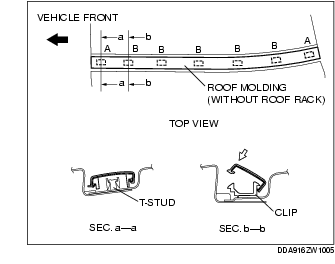 VEHICLE FRONT
a b
A B B B B B A
a b
ROOF MOLDING
(WITHOUT ROOF RACK)
TOP VIEW
T-STUD
CLIP
SEC. a—a SEC. b—b
DDA916ZW1005